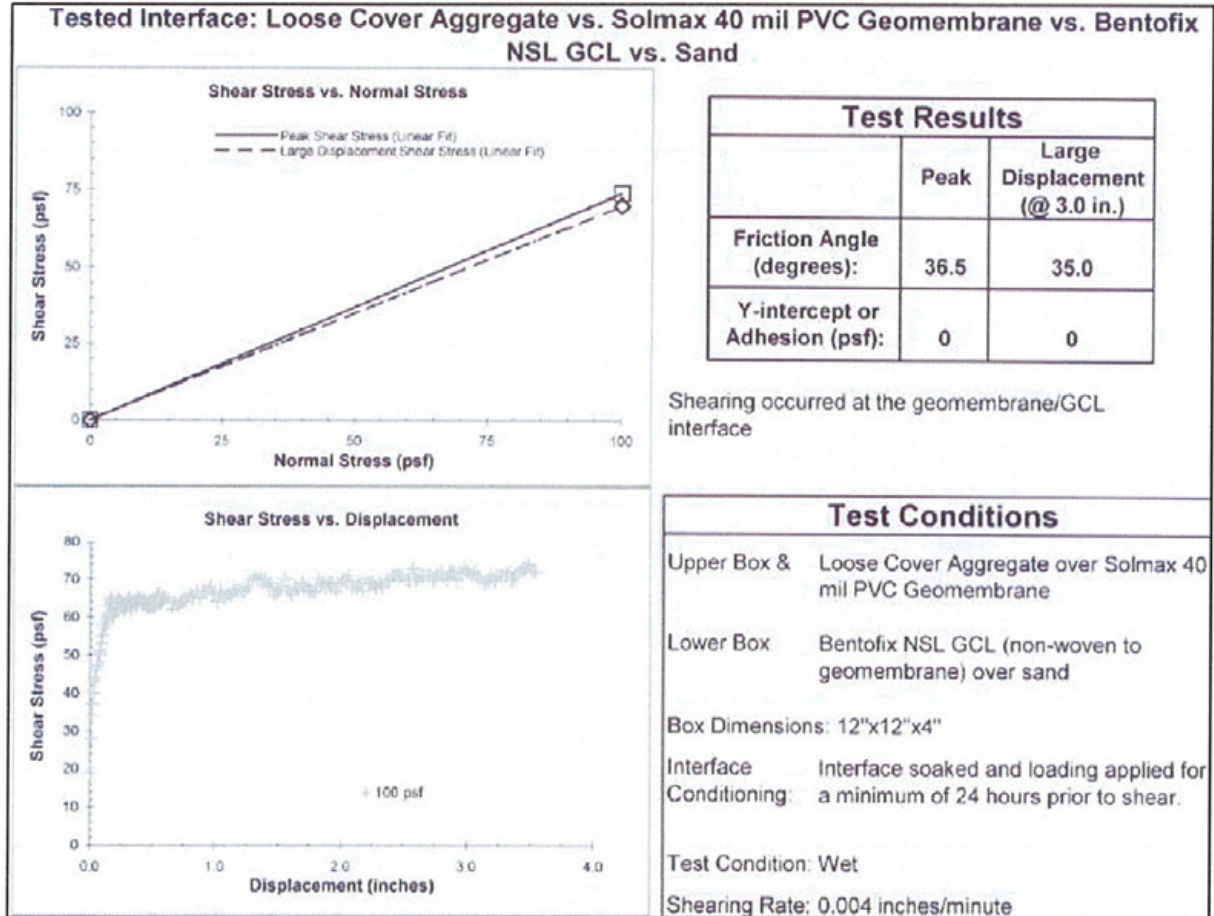 Tested Interface: Loose Cover Aggregate vs. Solmax 40 mil PVC Geomembrane vs. Bentofix
NSL GCL vs. Sand
Shear Stress vs. Normal Stress
Peak Shear Stress (Linear Fit)
Large Displacement Shear Stress (Linear Fit)
100
75
50
25
0
Shear Stress (psf)
0 25 50 75 100
Normal Stress (psf)
Test Results
Peak
Large
Displacement
(@ 3.0 in.)
Friction Angle
(degrees): 36.5 35.0
Y-intercept or
Adhesion (psf): 0 0
Shearing occurred at the geomembrane/GCL
interface
Shear Stress vs. Displacement
80
70
60
50
40
30
20
10
0
Shear Stress (psf)
100 psf
0.0 1.0 2.0 3.0 4.0
Displacement (inches)
Test Conditions
Upper Box & Loose Cover Aggregate over Solmax 40
mil PVC Geomembrane
Lower Box Bentofix NSL GCL (non-woven to
geomembrane) over sand
Box Dimensions: 12"x12"x4"
Interface Interface soaked and loading applied for
Conditioning: a minimum of 24 hours prior to shear.
Test Condition: Wet
Shearing Rate: 0.004 inches/minute